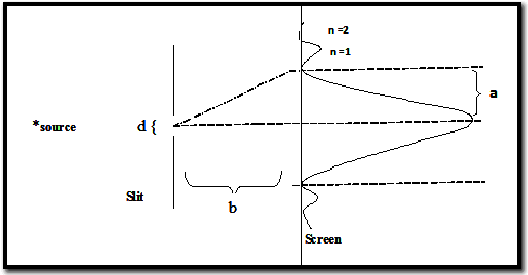 n =2
n =1
a
*source
d {
Slit
b
Screen